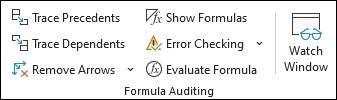 Trace Precedents
Trace Dependents
Remove Arrows
Show Formulas
Error Checking
Evaluate Formula
Watch
Window
Formula Auditing